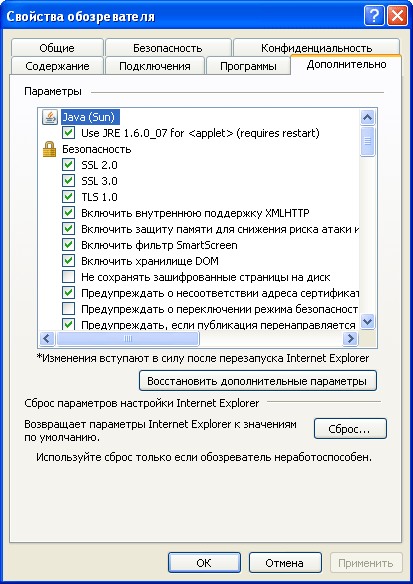 Свойства обозревателя
Общие Безопасность Конфиденциальность
Содержание Подключения Программы Дополнительно
Параметры
Java (Sun)
Use JRE 1.6.0_07 for <applet> (requires restart)
Безопасность
SSL 2.0
SSL 3.0
TLS 1.0
Включить внутреннюю поддержку XMLHTTP
Включить защиту памяти для снижения риска атаки и
Включить фильтр SmartScreen
Включить хранилище DOM
Не сохранять зашифрованные страницы на диск
Предупреждать о несоответствии адреса сертификат
Предупреждать о переключении режима безопасност
Предупреждать, если публикация перенаправляется
*Изменения вступают в силу после перезапуска Internet Explorer
Восстановить дополнительные параметры
Сброс параметров настройки Internet Explorer
Возвращает параметры Internet Explorer к значениям
по умолчанию.
Сброс...
Используйте сброс только если обозреватель неработоспособен.
OK Отмена Применить